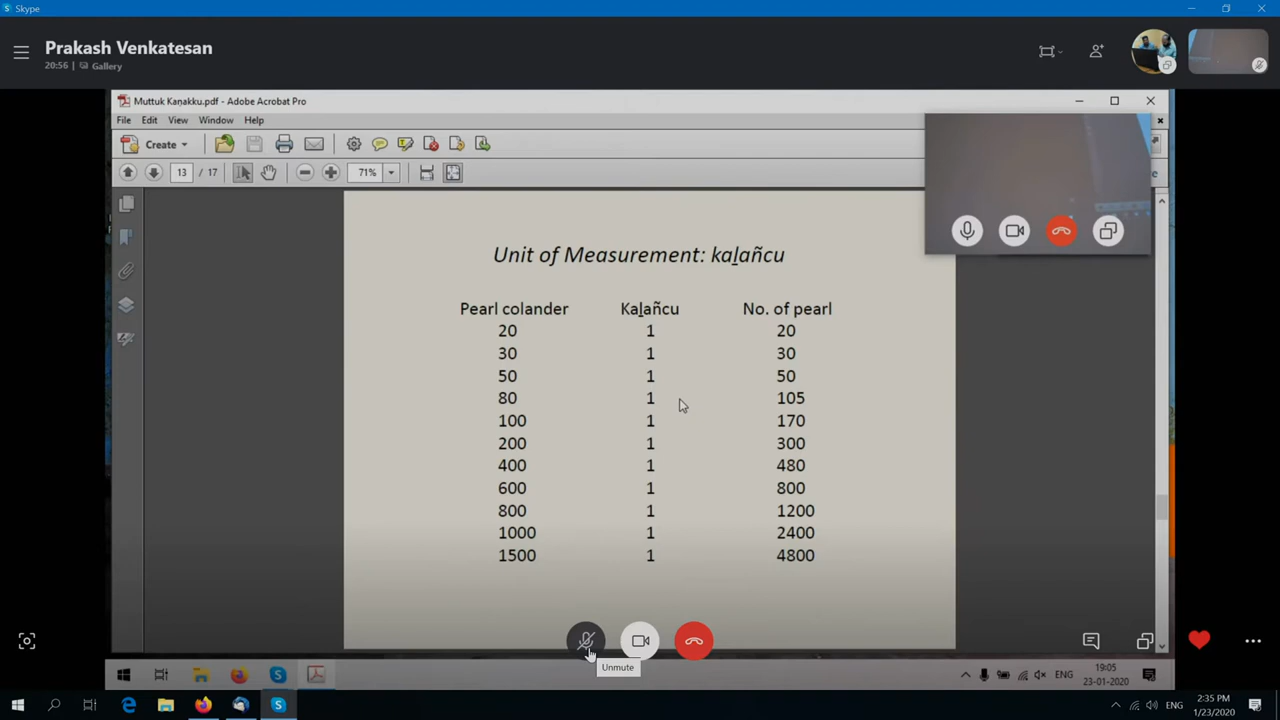 Skype
Prakash Venkatesan
20:56 | Gallery
Muttuk Kaṇakku.pdf - Adobe Acrobat Pro
File Edit View Window Help
Create
13 / 17 71%
Unit of Measurement: kaḻañcu
Pearl colander Kaḻañcu No. of pearl
20 1 20
30 1 30
50 1 50
80 1 105
100 1 170
200 1 300
400 1 480
600 1 800
800 1 1200
1000 1 2400
1500 1 4800
Unmute
ENG 19:05
23-01-2020
ENG 2:35 PM
1/23/2020